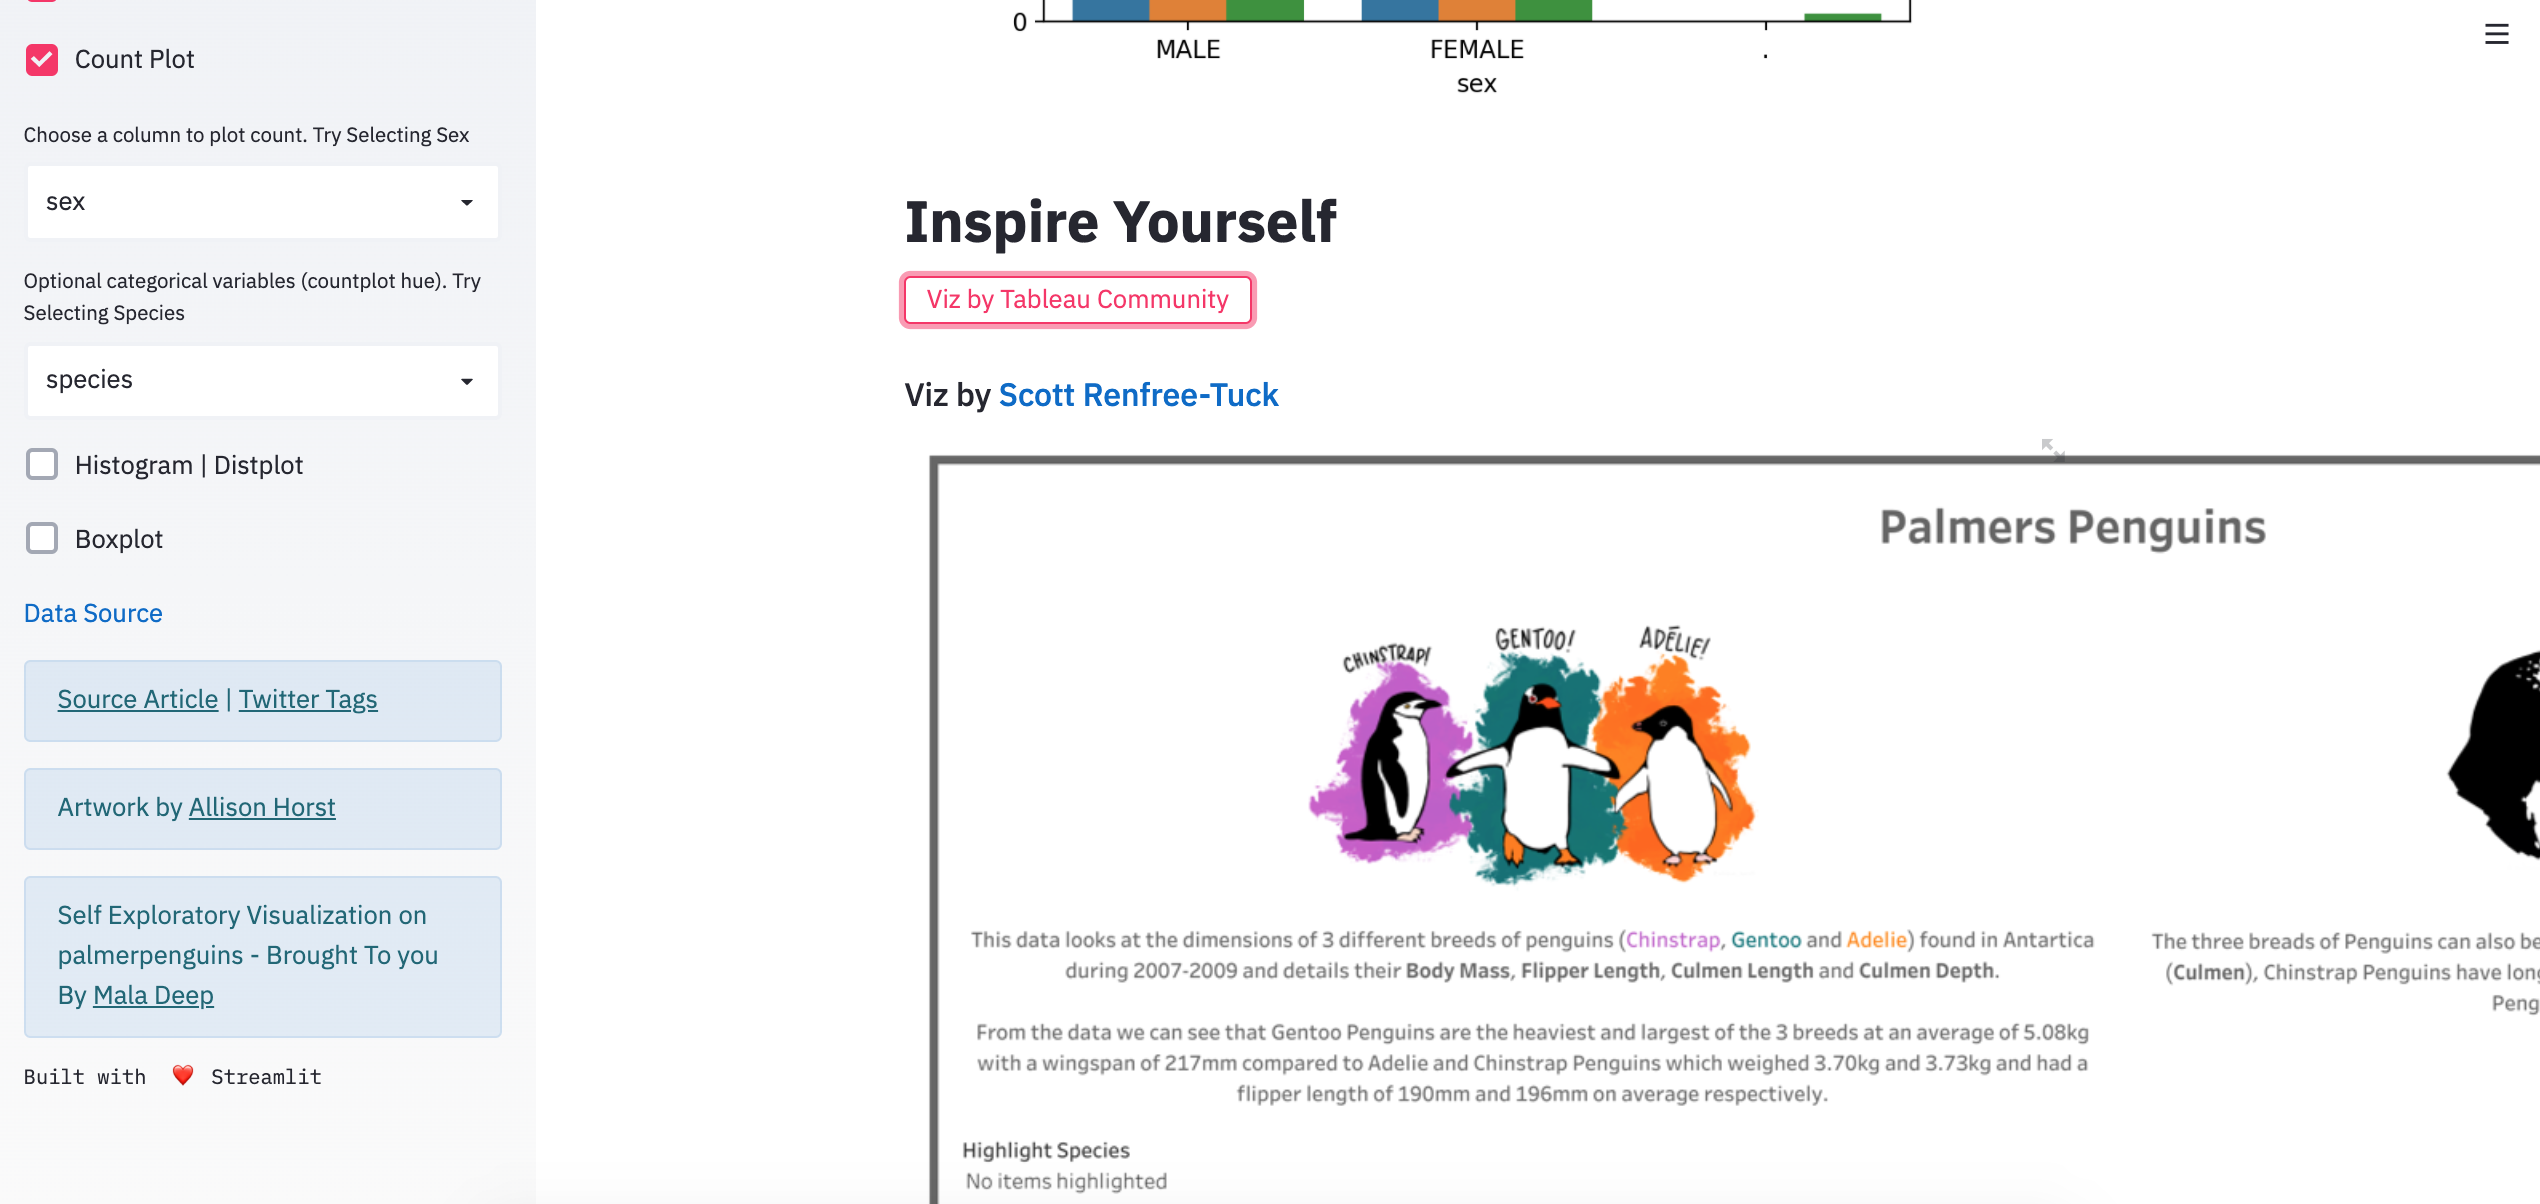 Count Plot
Choose a column to plot count. Try Selecting Sex
sex
Optional categorical variables (countplot hue). Try
Selecting Species
species
Histogram | Distplot
Boxplot
Data Source
Source Article | Twitter Tags
Artwork by Allison Horst
Self Exploratory Visualization on
palmerpenguins - Brought To you
By Mala Deep
Built with ❤️ Streamlit
0
MALE
FEMALE
.
sex
Inspire Yourself
Viz by Tableau Community
Viz by Scott Renfree-Tuck
Palmers Penguins
CHINSTRAP!
GENTOO!
ADÉLIE!
This data looks at the dimensions of 3 different breeds of penguins (Chinstrap, Gentoo and Adelie) found in Antartica
during 2007-2009 and details their Body Mass, Flipper Length, Culmen Length and Culmen Depth.
From the data we can see that Gentoo Penguins are the heaviest and largest of the 3 breeds at an average of 5.08kg
with a wingspan of 217mm compared to Adelie and Chinstrap Penguins which weighed 3.70kg and 3.73kg and had a
flipper length of 190mm and 196mm on average respectively.
The three breads of Penguins can also be
(Culmen), Chinstrap Penguins have long
Peng
Highlight Species
No items highlighted